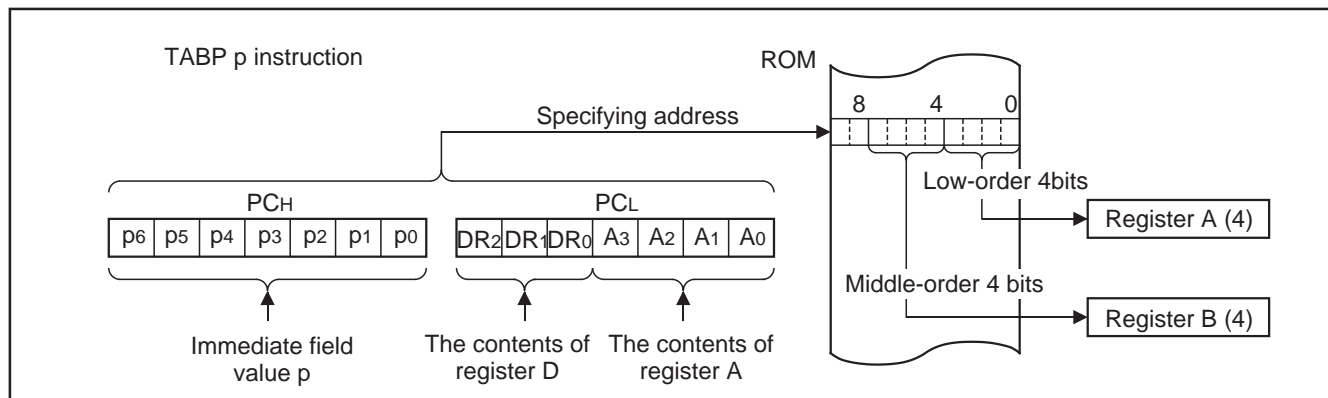 TABP p instruction
ROM
8 4 0
Specifying address
Low-order 4bits
PCH
PCL
p6 p5 p4 p3 p2 p1 p0
DR2 DR1 DR0 A3 A2 A1 A0
Register A (4)
Middle-order 4 bits
Register B (4)
Immediate field
value p
The contents of
register D
The contents of
register A